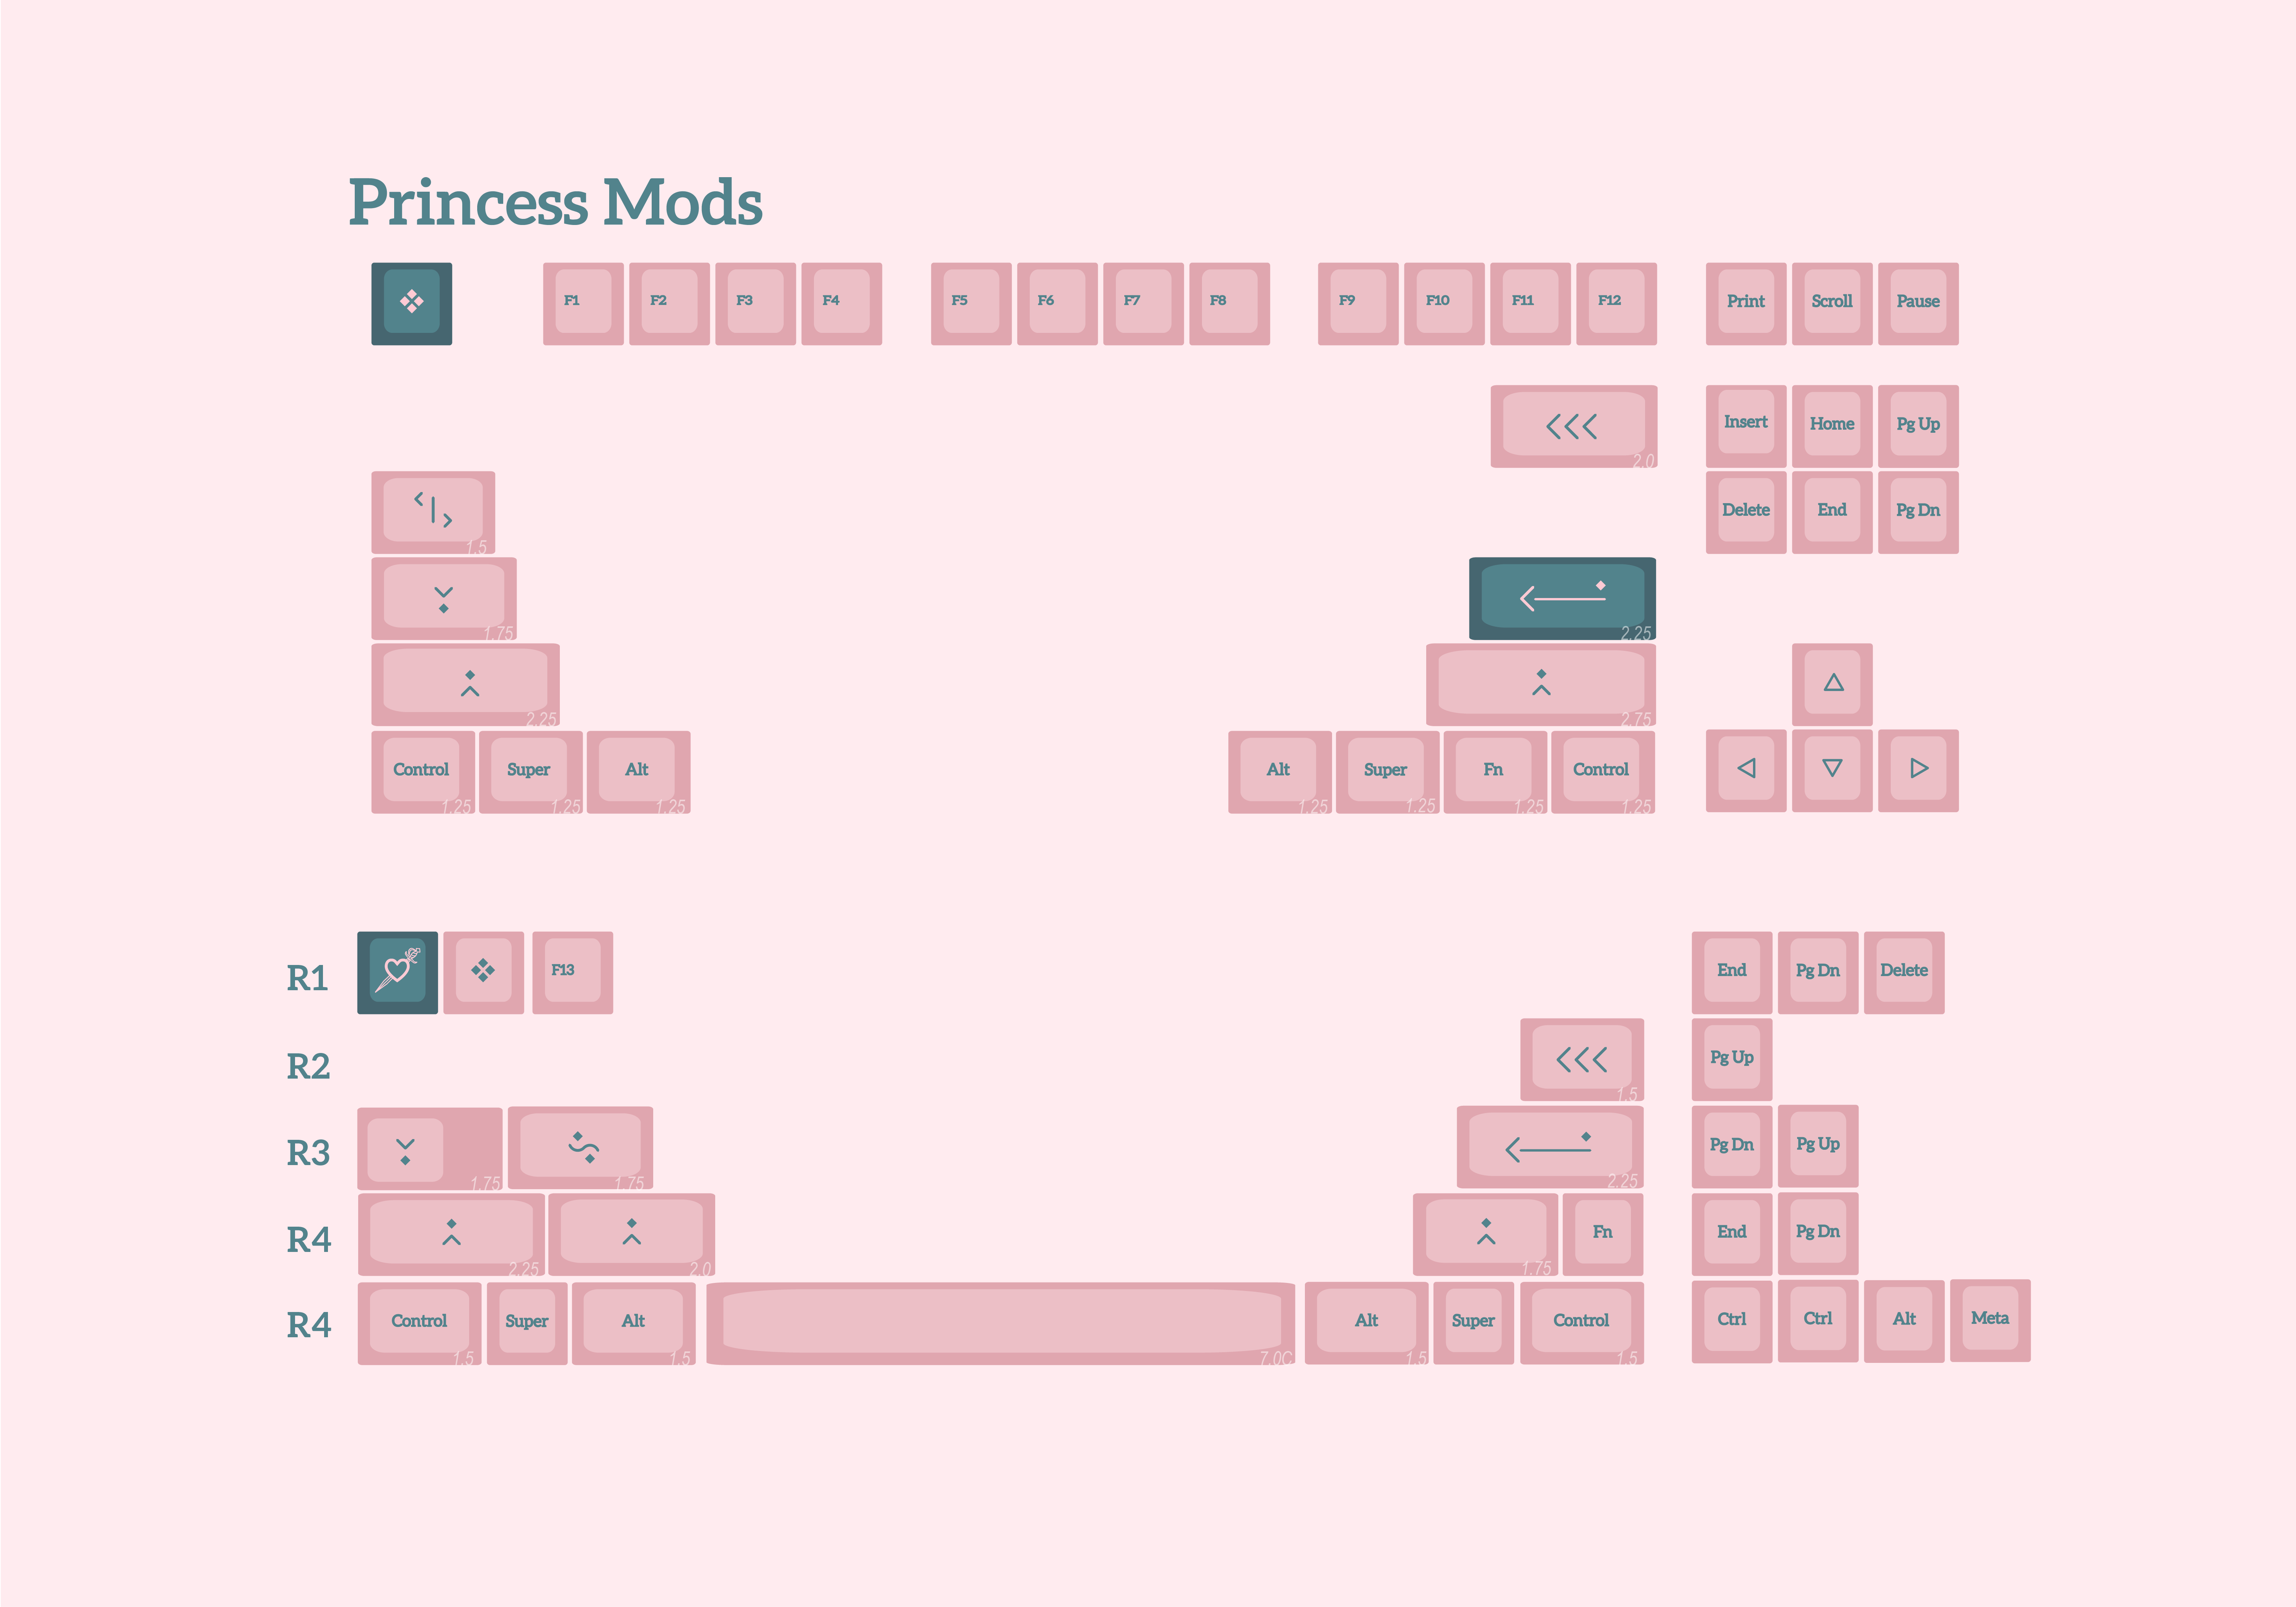 Princess Mods
F1 F2 F3 F4 F5 F6 F7 F8 F9 F10 F11 F12 Print Scroll Pause
Insert Home Pg Up
2.0
Delete End Pg Dn
1.5
1.75 2.25
2.25 2.75
Control Super Alt Alt Super Fn Control
1.25 1.25 1.25 1.25 1.25 1.25 1.25
R1 F13 End Pg Dn Delete
R2 Pg Up
1.5
R3 Pg Dn Pg Up
1.75 1.75 2.25
R4 Fn End Pg Dn
2.25 2.0 1.75
R4 Control Super Alt Alt Super Control Ctrl Ctrl Alt Meta
1.5 1.5 7.0C 1.5 1.5